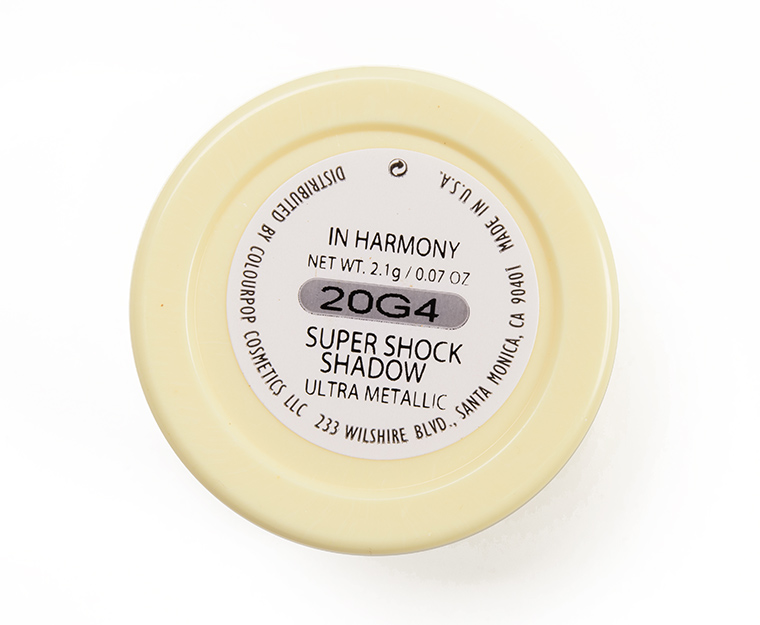 IN HARMONY
NET WT. 2.1g / 0.07 OZ
20G4
SUPER SHOCK
SHADOW
ULTRA METALLIC
DISTRIBUTED BY COLOURPOP COSMETICS LLC 233 WILSHIRE BLVD., SANTA MONICA, CA 90401 MADE IN U.S.A.